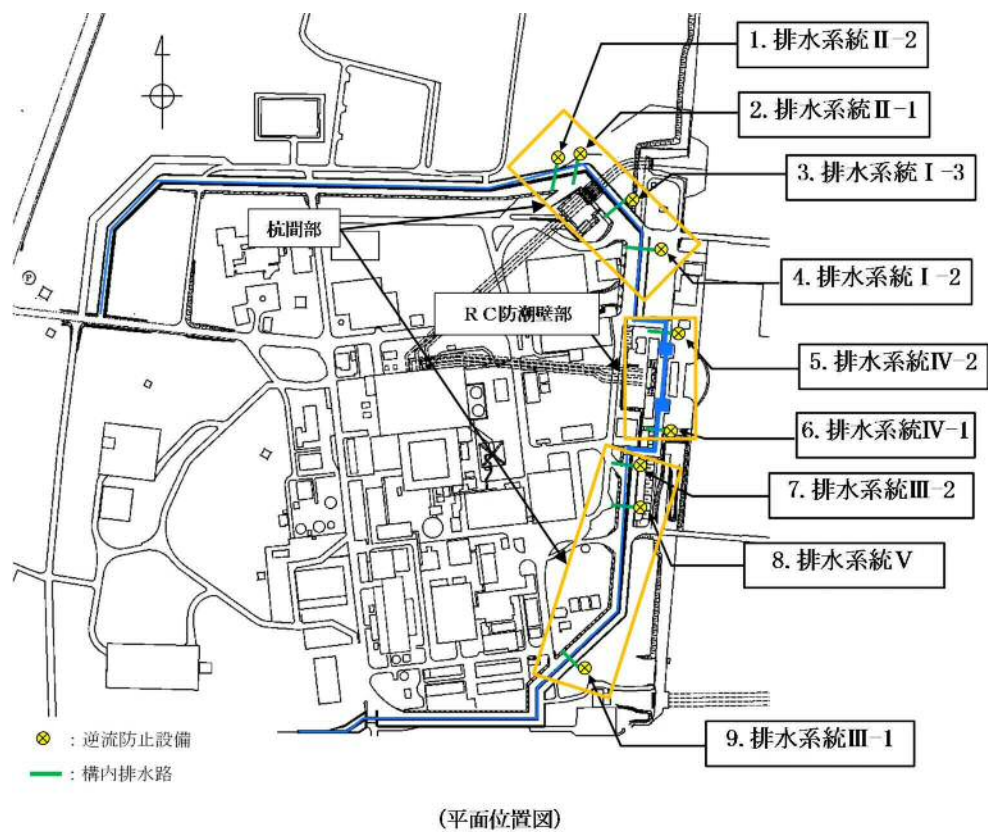 1. 排水系統Ⅱ-2
2. 排水系統Ⅱ-1
3. 排水系統Ⅰ-3
杭間部
4. 排水系統Ⅰ-2
P
RC防潮壁部
5. 排水系統Ⅳ-2
6. 排水系統Ⅳ-1
7. 排水系統Ⅲ-2
8. 排水系統Ⅴ
9. 排水系統Ⅲ-1
：逆流防止設備
：構内排水路
(平面位置図)